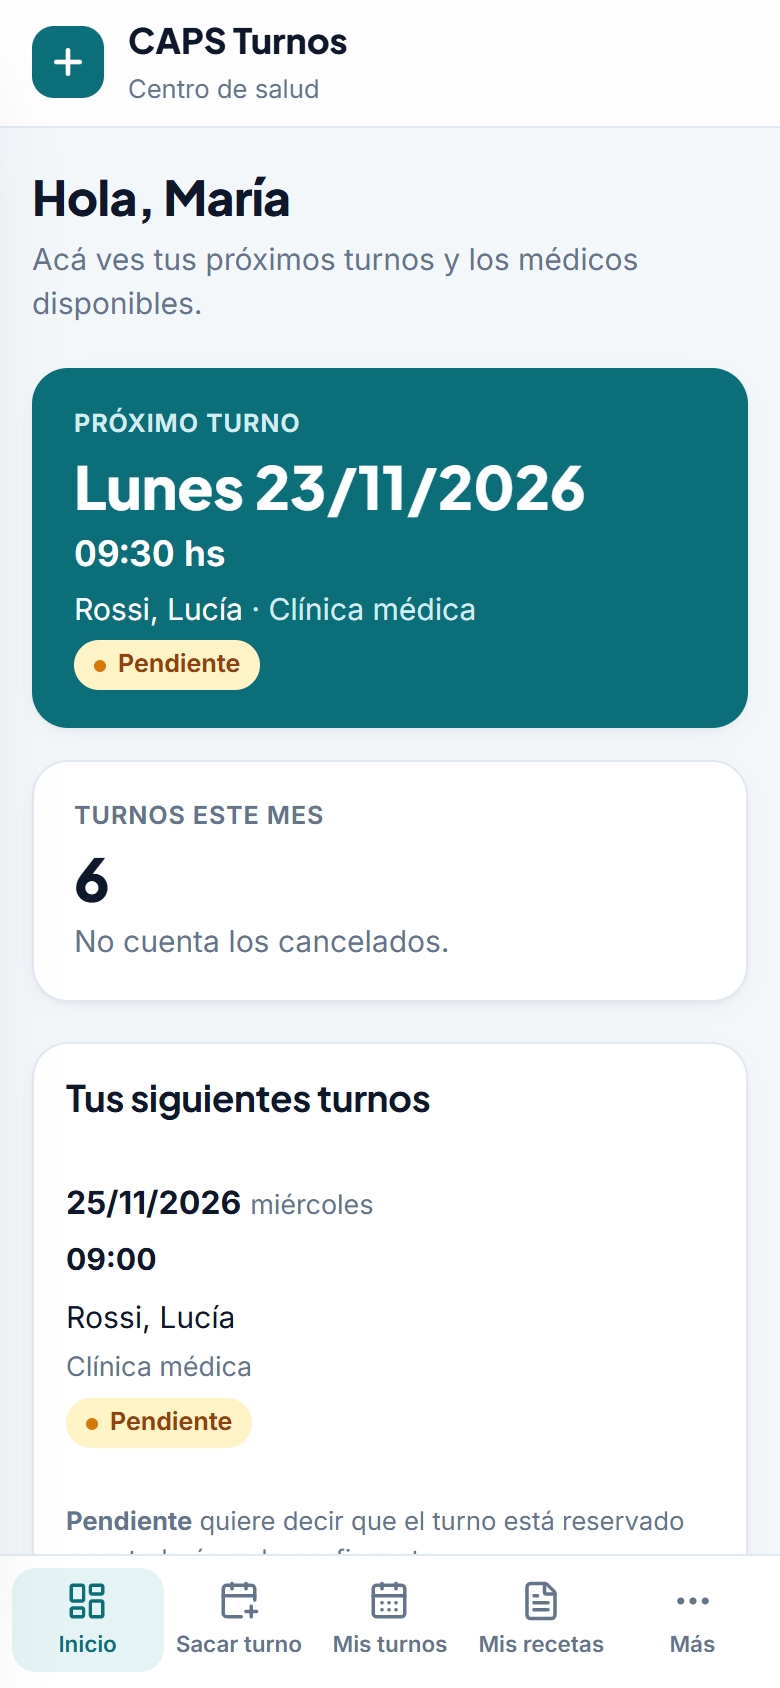 CAPS Turnos
Centro de salud
Hola, María
Acá ves tus próximos turnos y los médicos
disponibles.
PRÓXIMO TURNO
Lunes 23/11/2026
09:30 hs
Rossi, Lucía · Clínica médica
Pendiente
TURNOS ESTE MES
6
No cuenta los cancelados.
Tus siguientes turnos
25/11/2026 miércoles
09:00
Rossi, Lucía
Clínica médica
Pendiente
Pendiente quiere decir que el turno está reservado
Inicio
Sacar turno
Mis turnos
Mis recetas
Más